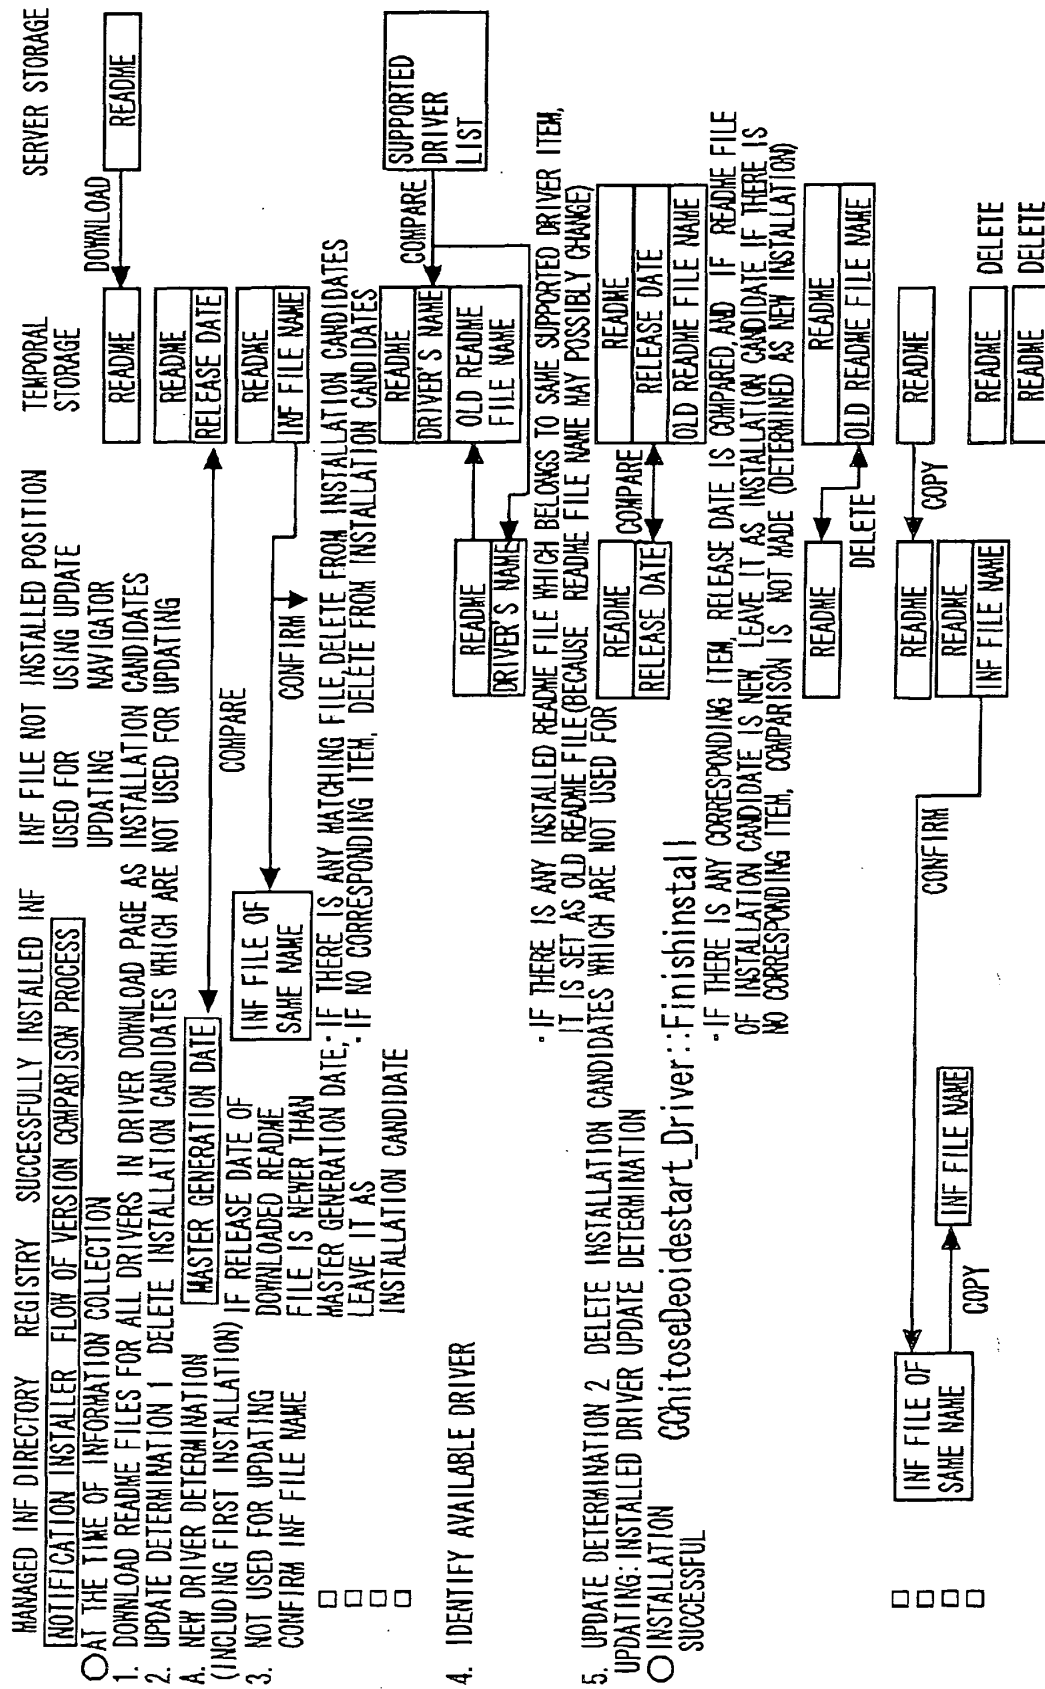 MANAGED INF DIRECTORY REGISTRY SUCCESSFULLY INSTALLED INF
INF FILE NOT USED FOR UPDATING
INSTALLED POSITION USING UPDATE NAVIGATOR
TEMPORAL STORAGE
SERVER STORAGE
NOTIFICATION INSTALLER FLOW OF VERSION COMPARISON PROCESS
○AT THE TIME OF INFORMATION COLLECTION
1. DOWNLOAD README FILES FOR ALL DRIVERS IN DRIVER DOWNLOAD PAGE AS INSTALLATION CANDIDATES
README
DOWNLOAD
README
2. UPDATE DETERMINATION 1 DELETE INSTALLATION CANDIDATES WHICH ARE NOT USED FOR UPDATING
A. NEW DRIVER DETERMINATION
(INCLUDING FIRST INSTALLATION)
MASTER GENERATION DATE
COMPARE
README
RELEASE DATE
IF RELEASE DATE OF
DOWNLOADED README
FILE IS NEWER THAN
MASTER GENERATION DATE,
LEAVE IT AS
INSTALLATION CANDIDATE
3. NOT USED FOR UPDATING
CONFIRM INF FILE NAME
INF FILE OF
SAME NAME
CONFIRM
README
INF FILE NAME
· IF THERE IS ANY MATCHING FILE,DELETE FROM INSTALLATION CANDIDATES
· IF NO CORRESPONDING ITEM, DELETE FROM INSTALLATION CANDIDATES
□
□
□
□
4. IDENTIFY AVAILABLE DRIVER
README
DRIVER'S NAME
README
DRIVER'S NAME
OLD README
FILE NAME
COMPARE
SUPPORTED
DRIVER
LIST
· IF THERE IS ANY INSTALLED README FILE WHICH BELONGS TO SAME SUPPORTED DRIVER ITEM,
IT IS SET AS OLD README FILE(BECAUSE README FILE NAME MAY POSSIBLY CHANGE)
5. UPDATE DETERMINATION 2 DELETE INSTALLATION CANDIDATES WHICH ARE NOT USED FOR
UPDATING:INSTALLED DRIVER UPDATE DETERMINATION
README
RELEASE DATE
COMPARE
README
RELEASE DATE
OLD README FILE NAME
○INSTALLATION
SUCCESSFUL
CChitoseDeoidestart_Driver::Finishinstall
· IF THERE IS ANY CORRESPONDING ITEM, RELEASE DATE IS COMPARED,AND IF README FILE
OF INSTALLATION CANDIDATE IS NEW, LEAVE IT AS INSTALLATION CANDIDATE IF THERE IS
NO CORRESPONDING ITEM, COMPARISON IS NOT MADE (DETERMINED AS NEW INSTALLATION)
README
DELETE
README
OLD README FILE NAME
□
□
□
□
INF FILE OF
SAME NAME
COPY
INF FILE NAME
CONFIRM
README
README
INF FILE NAME
COPY
README
README
DELETE
README
DELETE